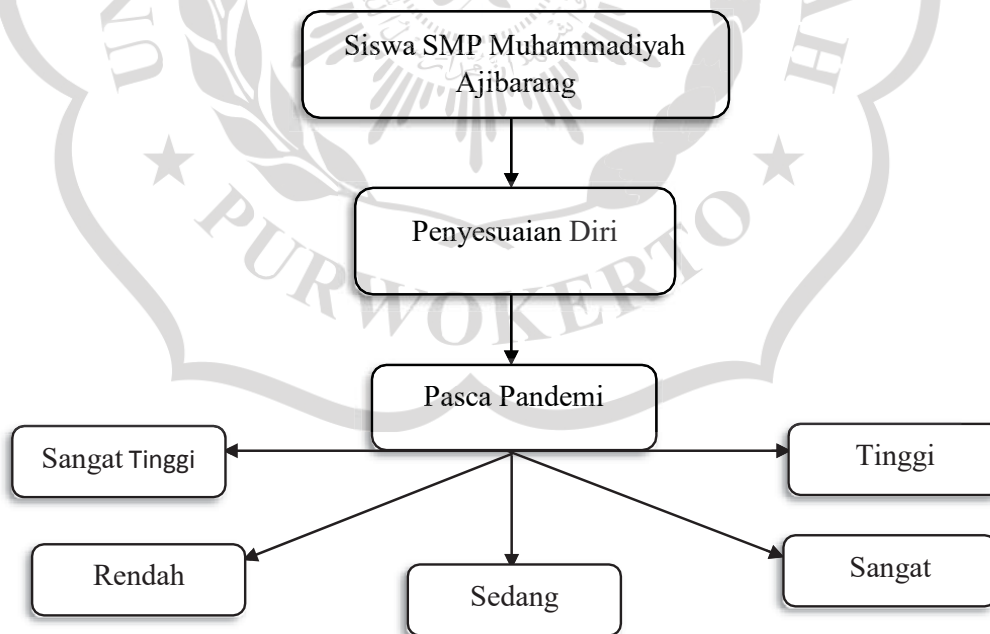 Siswa SMP Muhammadiyah
Ajibarang
Penyesuaian Diri
PURWOKERTO
Pasca Pandemi
Sangat Tinggi
Tinggi
Rendah
Sedang
Sangat